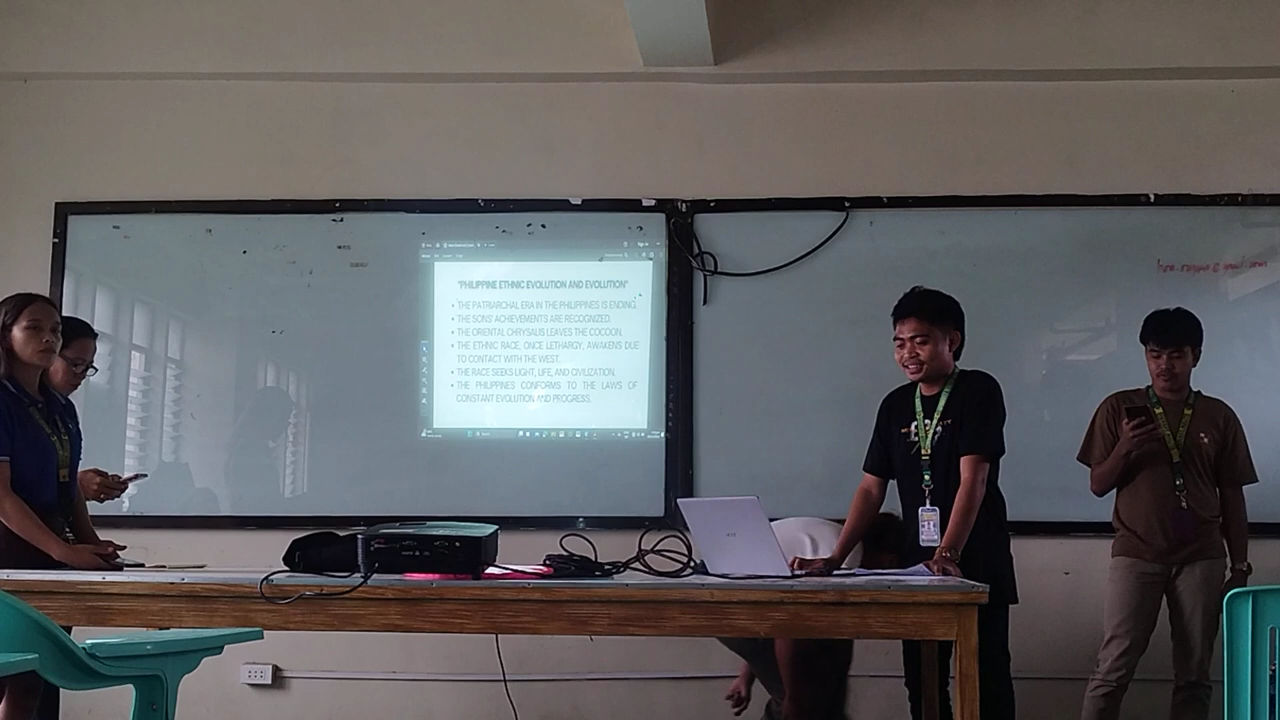 "PHILIPPINE ETHNIC EVOLUTION AND EVOLUTION"
• THE PATRIARCHAL ERA IN THE PHILIPPINES IS ENDING.
• THE SONS' ACHIEVEMENTS ARE RECOGNIZED.
• THE ORIENTAL CHRYSALIS LEAVES THE COCOON.
• THE ETHNIC RACE, ONCE LETHARGY, AWAKENS DUE
TO CONTACT WITH THE WEST.
• THE RACE SEEKS LIGHT, LIFE, AND CIVILIZATION.
• THE PHILIPPINES CONFORMS TO THE LAWS OF
CONSTANT EVOLUTION AND PROGRESS.